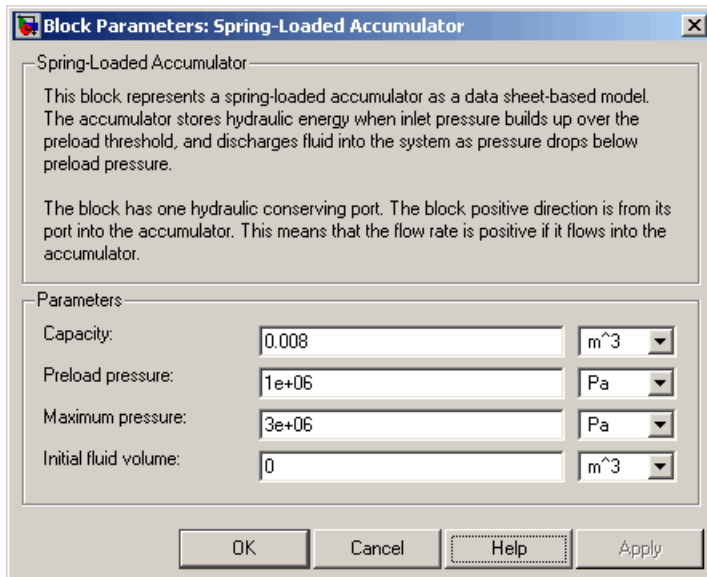 Block Parameters: Spring-Loaded Accumulator
Spring-Loaded Accumulator
This block represents a spring-loaded accumulator as a data sheet-based model.
The accumulator stores hydraulic energy when inlet pressure builds up over the
preload threshold, and discharges fluid into the system as pressure drops below
preload pressure.
The block has one hydraulic conserving port. The block positive direction is from its
port into the accumulator. This means that the flow rate is positive if it flows into the
accumulator.
Parameters
Capacity: 0.008 m^3
Preload pressure: 1e+06 Pa
Maximum pressure: 3e+06 Pa
Initial fluid volume: 0 m^3
OK Cancel Help Apply